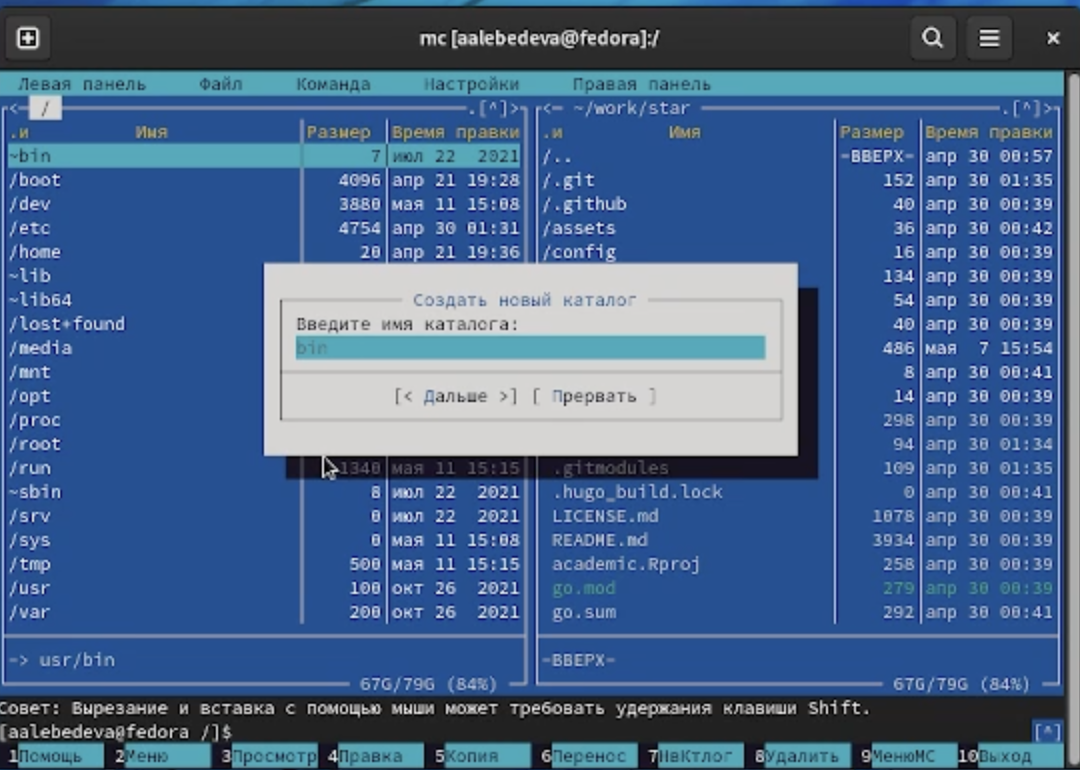 mc [aalebedeva@fedora]:/
Левая панель Файл Команда Настройки Правая панель
<- / .[^]> <- ~/work/star .[^]>
.и Имя Размер Время правки .и Имя Размер Время правки
~bin 7 июл 22 2021 /.. -ВВЕРХ- апр 30 00:57
/boot 4096 апр 21 19:28 /.git 152 апр 30 01:35
/dev 3880 мая 11 15:08 /.github 40 апр 30 00:39
/etc 4754 апр 30 01:31 /assets 36 апр 30 00:42
/home 20 апр 21 19:36 /config 16 апр 30 00:39
~lib 134 апр 30 00:39
~lib64 Создать новый каталог 54 апр 30 00:39
/lost+found Введите имя каталога: 40 апр 30 00:39
/media bin 486 мая 7 15:54
/mnt 8 апр 30 00:41
/opt [< Дальше >] [ Прервать ] 14 апр 30 00:39
/proc 298 апр 30 00:39
/root 94 апр 30 01:34
/run 1340 мая 11 15:15 .gitmodules 109 апр 30 01:35
~sbin 8 июл 22 2021 .hugo_build.lock 0 апр 30 00:41
/srv 0 июл 22 2021 LICENSE.md 1078 апр 30 00:39
/sys 0 мая 11 15:08 README.md 3934 апр 30 00:39
/tmp 500 мая 11 15:15 academic.Rproj 258 апр 30 00:39
/usr 100 окт 26 2021 go.mod 279 апр 30 00:39
/var 200 окт 26 2021 go.sum 292 апр 30 00:41
-> usr/bin -ВВЕРХ-
67G/79G (84%) 67G/79G (84%)
Совет: Вырезание и вставка с помощью мыши может требовать удержания клавиши Shift.
[aalebedeva@fedora /]$ [^]
1Помощь 2Меню 3Просмотр 4Правка 5Копия 6Перенос 7НвКтлог 8Удалить 9МенюMC 10Выход